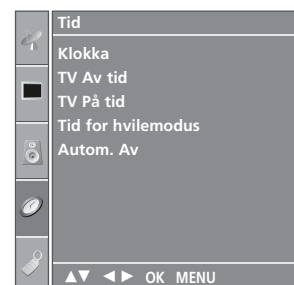 Tid
Klokka
TV Av tid
TV På tid
Tid for hvilemodus
Autom. Av
▲▼ ◄► OK MENU